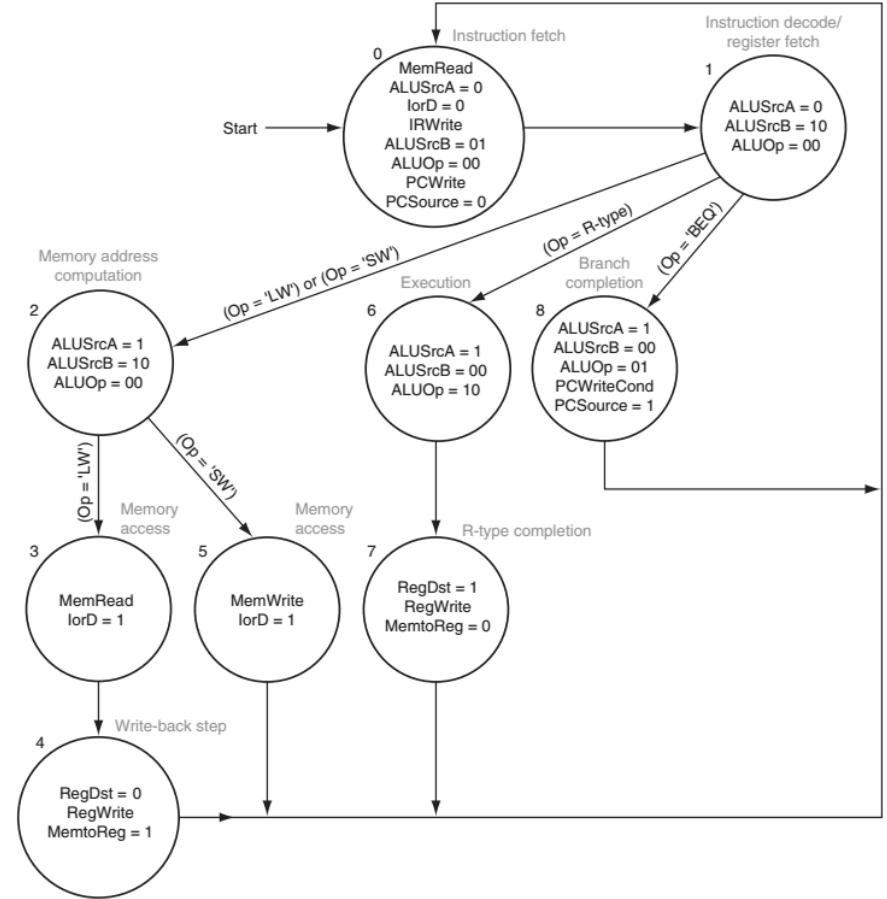 Instruction fetch
0
MemRead
ALUSrcA = 0
IorD = 0
IRWrite
ALUSrcB = 01
ALUOp = 00
PCWrite
PCSource = 0
Start
Instruction decode/
register fetch
1
ALUSrcA = 0
ALUSrcB = 10
ALUOp = 00
(Op = 'LW') or (Op = 'SW')
(Op = R-type)
(Op = 'BEQ')
Memory address
computation
2
ALUSrcA = 1
ALUSrcB = 10
ALUOp = 00
Execution
6
ALUSrcA = 1
ALUSrcB = 00
ALUOp = 10
Branch
completion
8
ALUSrcA = 1
ALUSrcB = 00
ALUOp = 01
PCWriteCond
PCSource = 1
(Op = 'LW')
(Op = 'SW')
Memory
access
3
MemRead
IorD = 1
Memory
access
5
MemWrite
IorD = 1
R-type completion
7
RegDst = 1
RegWrite
MemtoReg = 0
Write-back step
4
RegDst = 0
RegWrite
MemtoReg = 1